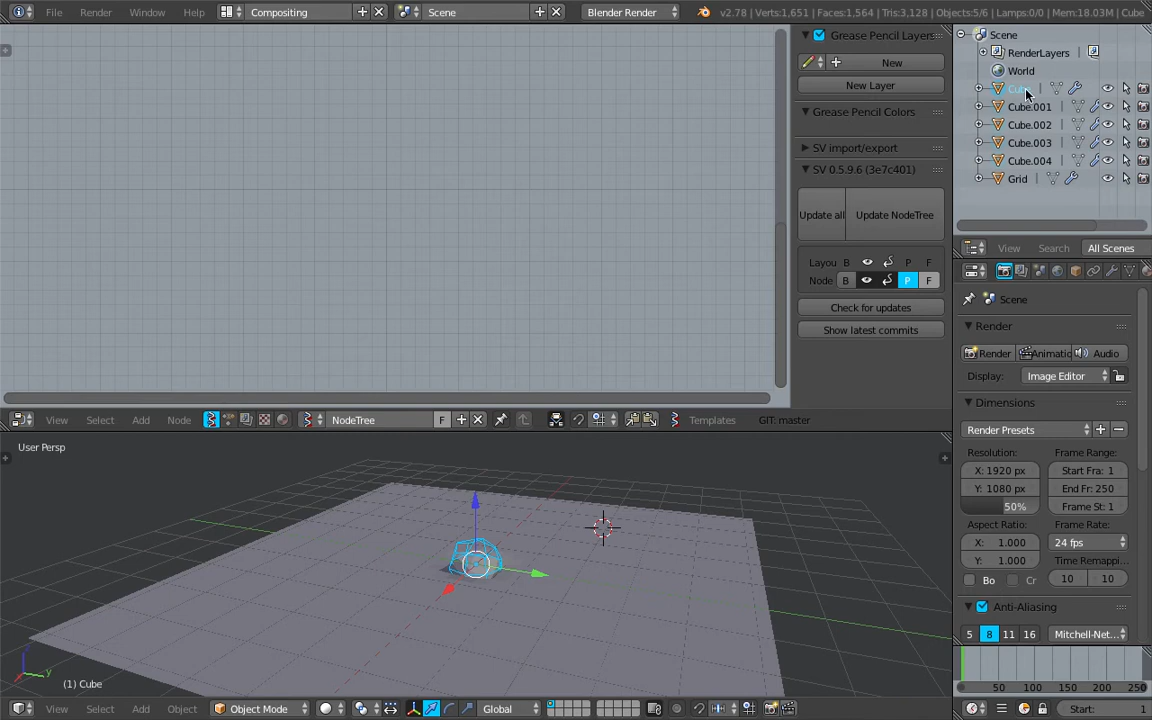 File Render Window Help Compositing Scene Blender Render v2.78 | Verts:1,651 | Faces:1,564 | Tris:3,128 | Objects:5/6 | Lamps:0/0 | Mem:18.03M | Cube
Grease Pencil Layers
New
New Layer
Grease Pencil Colors
SV import/export
SV 0.5.9.6 (3e7c401)
Update all Update NodeTree
Layou B P F
Node B P F
Check for updates
Show latest commits
Scene
RenderLayers
World
Cube
Cube.001
Cube.002
Cube.003
Cube.004
Grid
View Search All Scenes
Scene
Render
Render Animatic Audio
Display: Image Editor
Dimensions
Render Presets
Resolution: Frame Range:
X: 1920 px Start Fra: 1
Y: 1080 px End Fr: 250
50% Frame St: 1
Aspect Ratio: Frame Rate:
X: 1.000 24 fps
Y: 1.000 Time Remappi...
Bo Cr 10 10
Anti-Aliasing
5 8 11 16 Mitchell-Net...
View Select Add Node NodeTree F Templates GIT: master
User Persp
(1) Cube
z
y
50 100 150 200 250
View Select Add Object Object Mode Global Start: 1